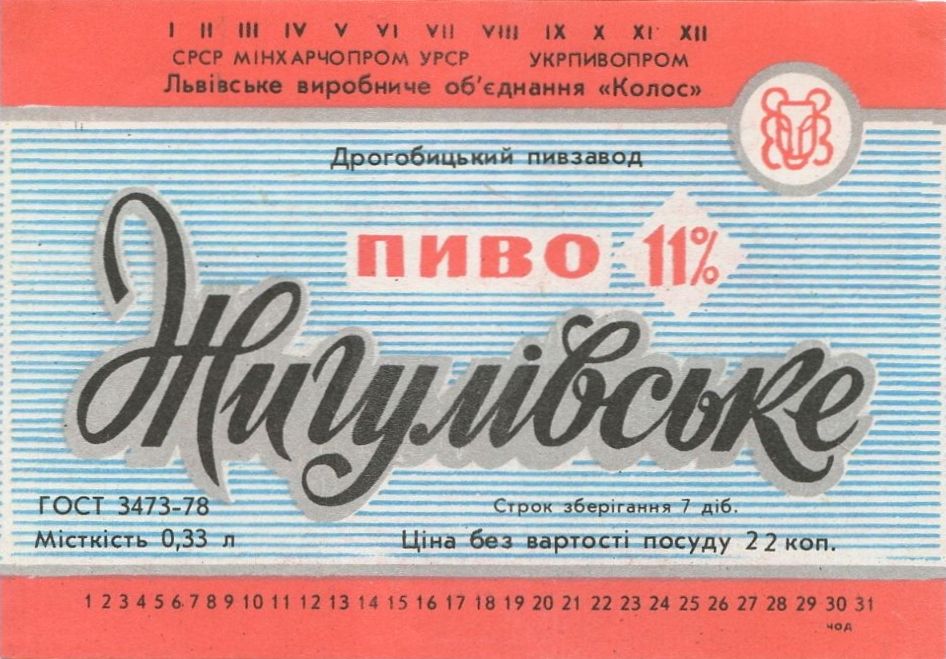 I II III IV V VI VII VIII IX X XI XII
СРСР МІНХАРЧОПРОМ УРСР УКРПИВОПРОМ
Львівське виробниче об'єднання «Колос»
Дрогобицький пивзавод
ПИВО 11%
Жигулівське
ГОСТ 3473-78
Строк зберігання 7 діб.
Місткість 0,33 л
Ціна без вартості посуду 22 коп.
1 2 3 4 5 6 7 8 9 10 11 12 13 14 15 16 17 18 19 20 21 22 23 24 25 26 27 28 29 30 31
чод